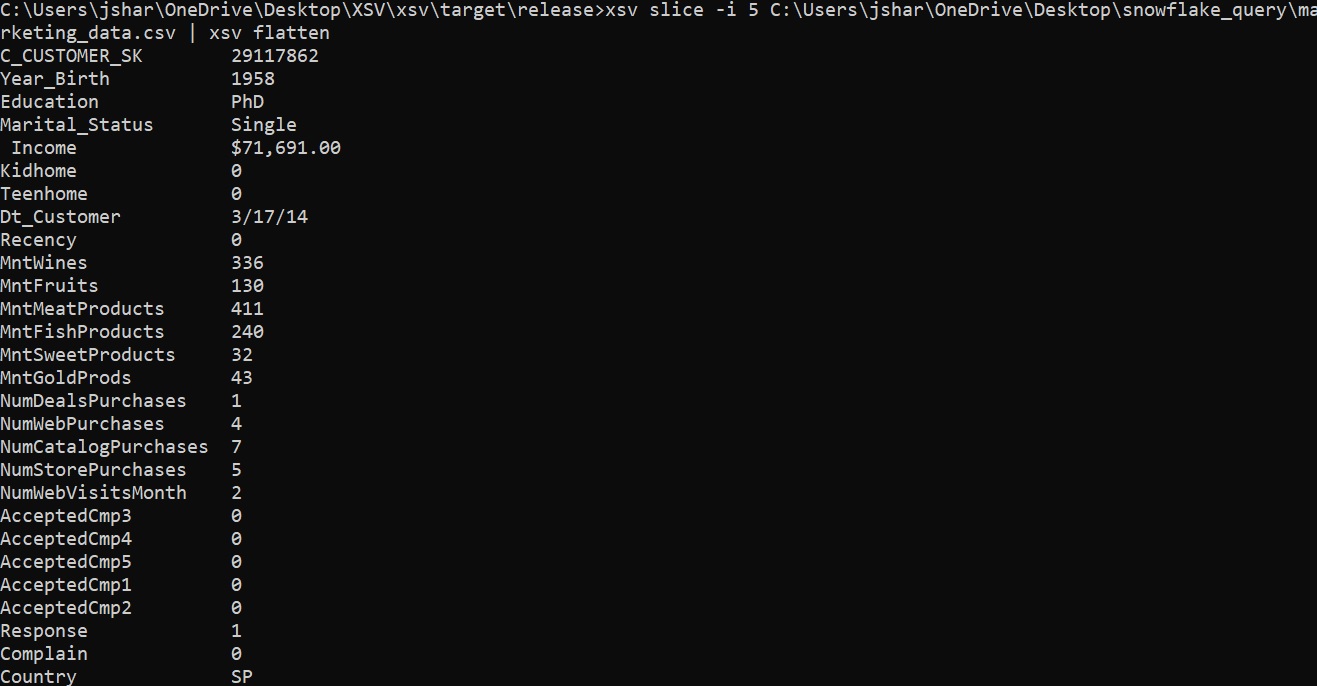 C:\Users\jshar\OneDrive\Desktop\XSV\xsv\target\release>xsv slice -i 5 C:\Users\jshar\OneDrive\Desktop\snowflake_query\ma
rketing_data.csv | xsv flatten
C_CUSTOMER_SK        29117862
Year_Birth           1958
Education            PhD
Marital_Status       Single
 Income              $71,691.00
Kidhome              0
Teenhome             0
Dt_Customer          3/17/14
Recency              0
MntWines             336
MntFruits            130
MntMeatProducts      411
MntFishProducts      240
MntSweetProducts     32
MntGoldProds         43
NumDealsPurchases    1
NumWebPurchases      4
NumCatalogPurchases  7
NumStorePurchases    5
NumWebVisitsMonth    2
AcceptedCmp3         0
AcceptedCmp4         0
AcceptedCmp5         0
AcceptedCmp1         0
AcceptedCmp2         0
Response             1
Complain             0
Country              SP